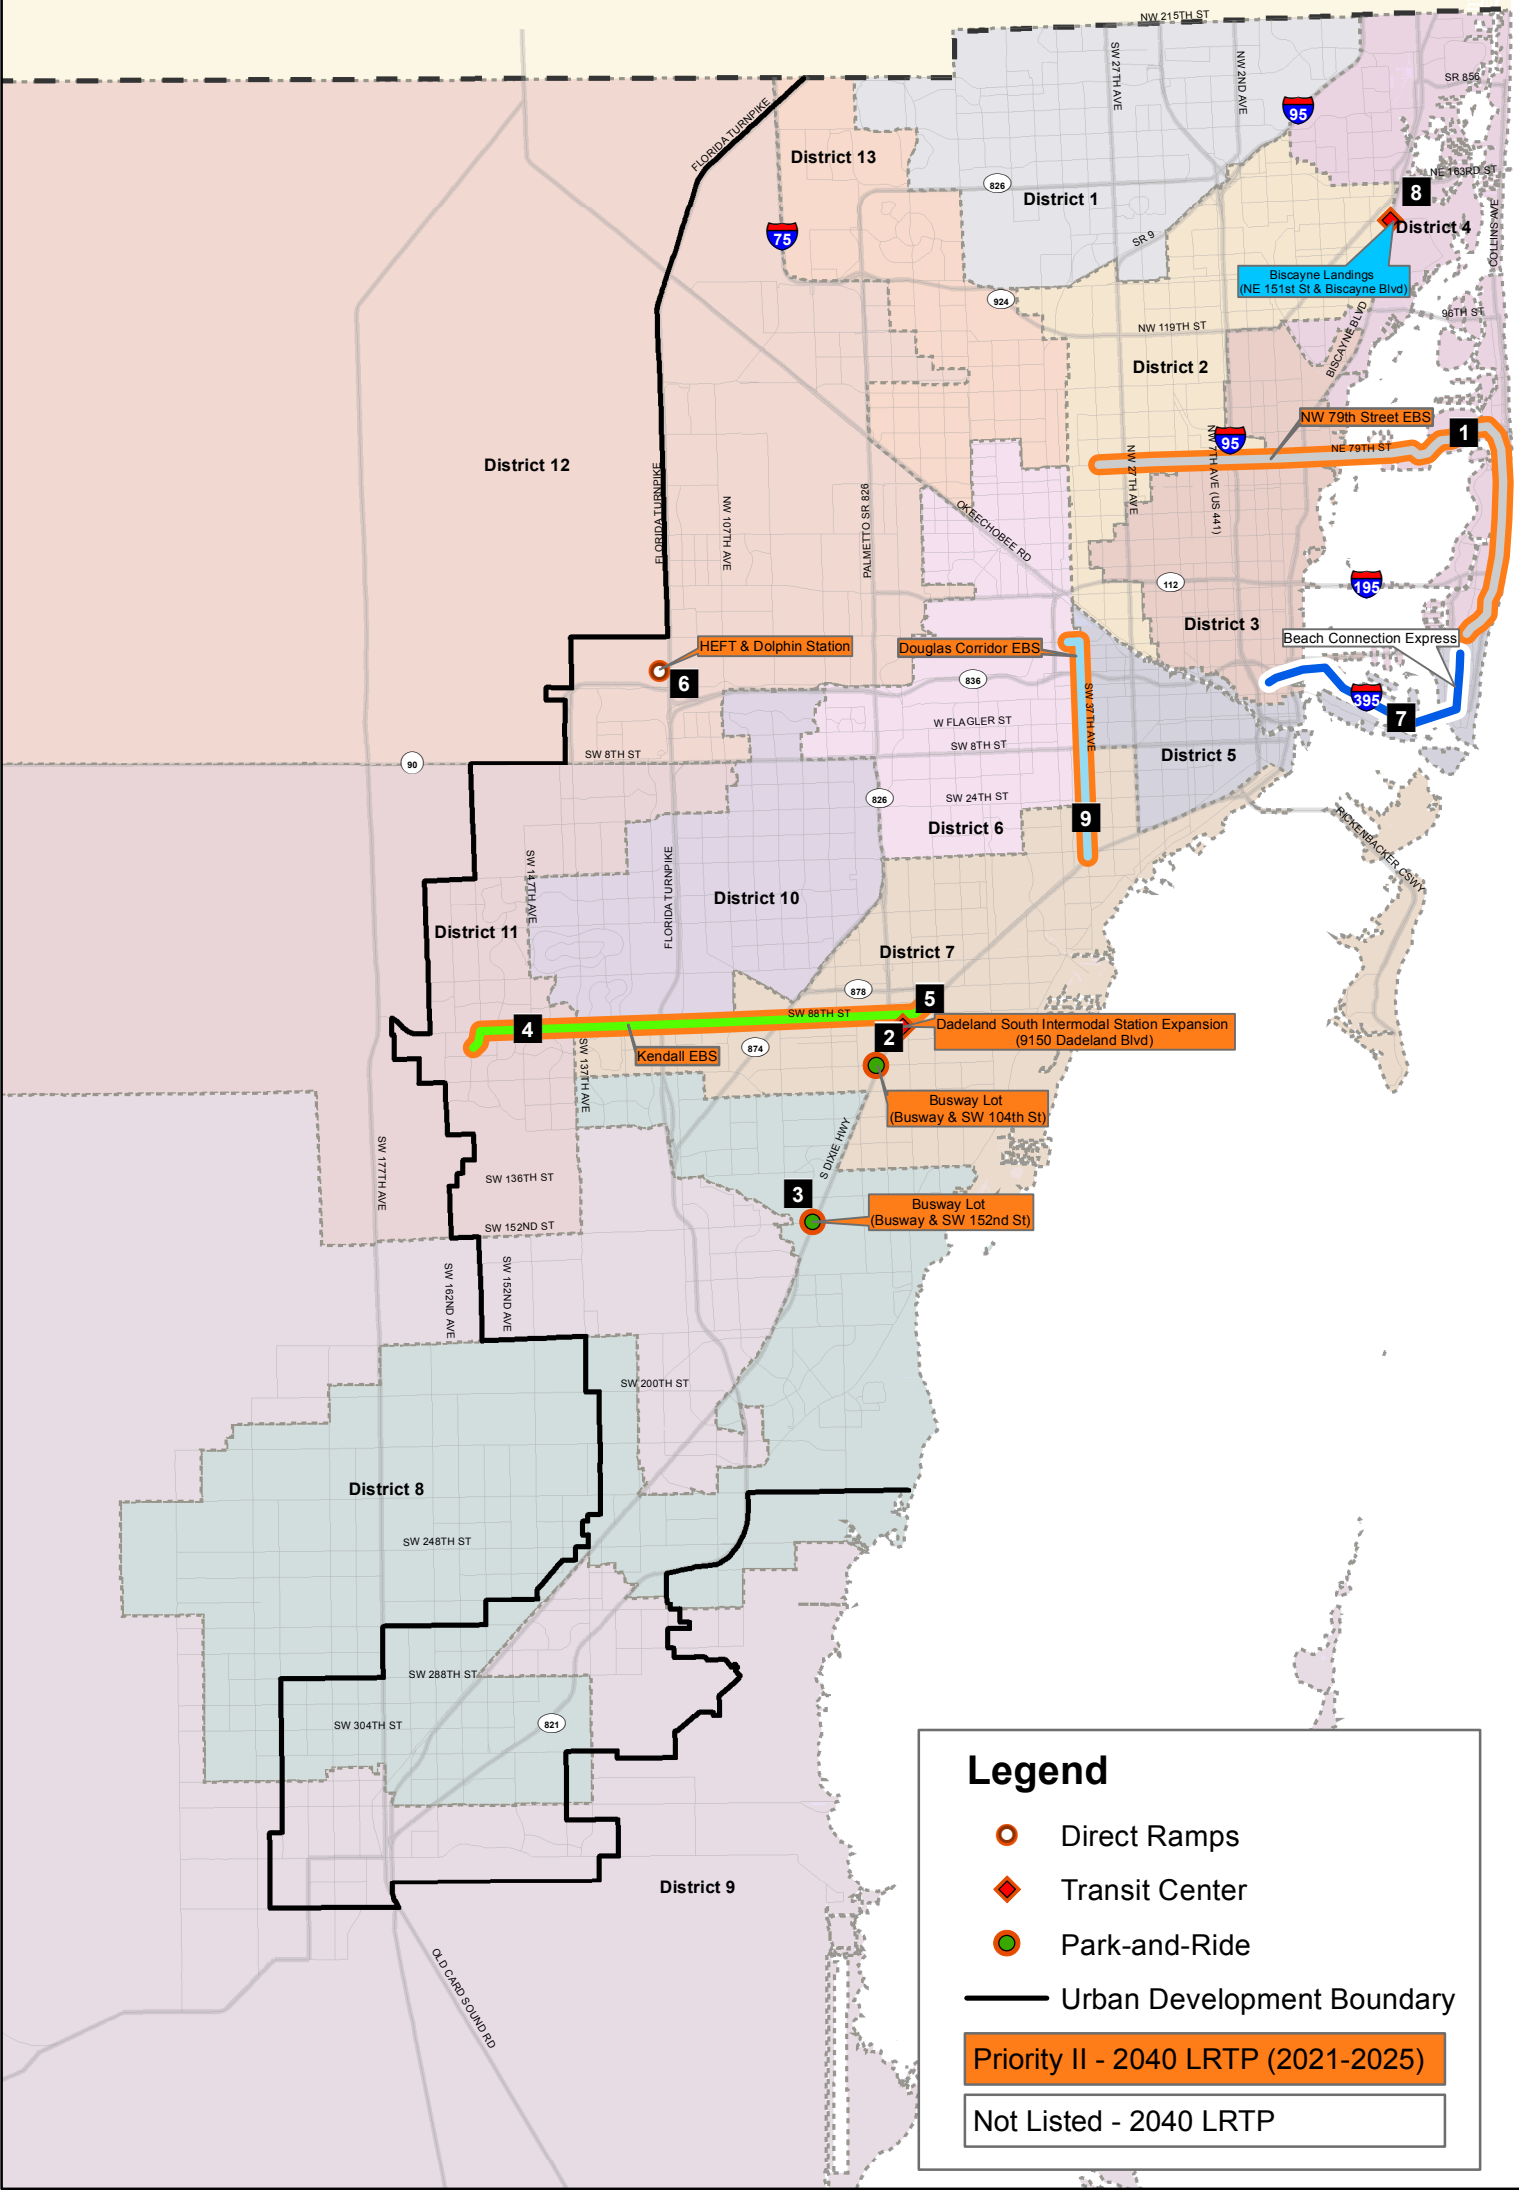 NW 215TH ST
SR 856
SW 27TH AVE
NW 2ND AVE
95
FLORIDA TURNPIKE
District 13
826
District 1
NE 163RD ST
8
District 4
COLLINS AVE
75
SR 9
Biscayne Landings
(NE 151st St & Biscayne Blvd)
924
NW 119TH ST
BISCAYNE BLVD
96TH ST
District 2
NW 79th Street EBS
1
95
NE 79TH ST
District 12
FLORIDA TURNPIKE
NW 107TH AVE
PALMETTO SR 826
OKEECHOBEE RD
NW 27TH AVE
NW 7TH AVE (US 441)
112
195
District 3
Beach Connection Express
HEFT & Dolphin Station
Douglas Corridor EBS
6
836
SW 37TH AVE
395
7
W FLAGLER ST
SW 8TH ST
SW 8TH ST
District 5
90
826
SW 24TH ST
District 6
9
RICKENBACKER CSWY
SW 147TH AVE
FLORIDA TURNPIKE
District 10
District 11
District 7
878
5
SW 88TH ST
4
2
Dadeland South Intermodal Station Expansion
(9150 Dadeland Blvd)
Kendall EBS
874
SW 137TH AVE
Busway Lot
(Busway & SW 104th St)
S DIXIE HWY
SW 177TH AVE
SW 136TH ST
3
Busway Lot
(Busway & SW 152nd St)
SW 152ND ST
SW 162ND AVE
SW 152ND AVE
SW 200TH ST
District 8
SW 248TH ST
SW 288TH ST
SW 304TH ST
821
District 9
OLD CARD SOUND RD
Legend
Direct Ramps
Transit Center
Park-and-Ride
Urban Development Boundary
Priority II - 2040 LRTP (2021-2025)
Not Listed - 2040 LRTP